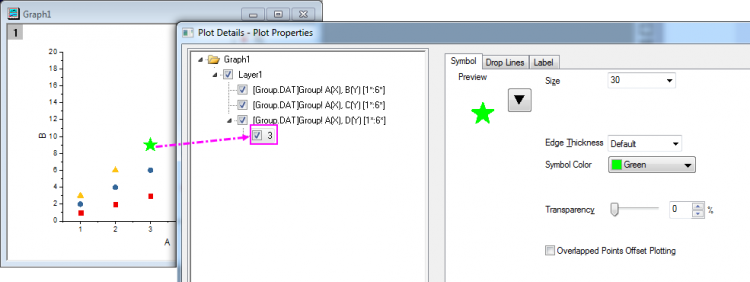 Graph1
1
20
18
16
14
12
10
8
6
4
2
0
B
1 2 3
A
Plot Details - Plot Properties
Graph1
Layer1
[Group.DAT]Group! A(X), B(Y) [1*:6*]
[Group.DAT]Group! A(X), C(Y) [1*:6*]
[Group.DAT]Group! A(X), D(Y) [1*:6*]
3
Symbol Drop Lines Label
Preview
Size 30
Edge Thickness Default
Symbol Color Green
Transparency 0 %
Overlapped Points Offset Plotting